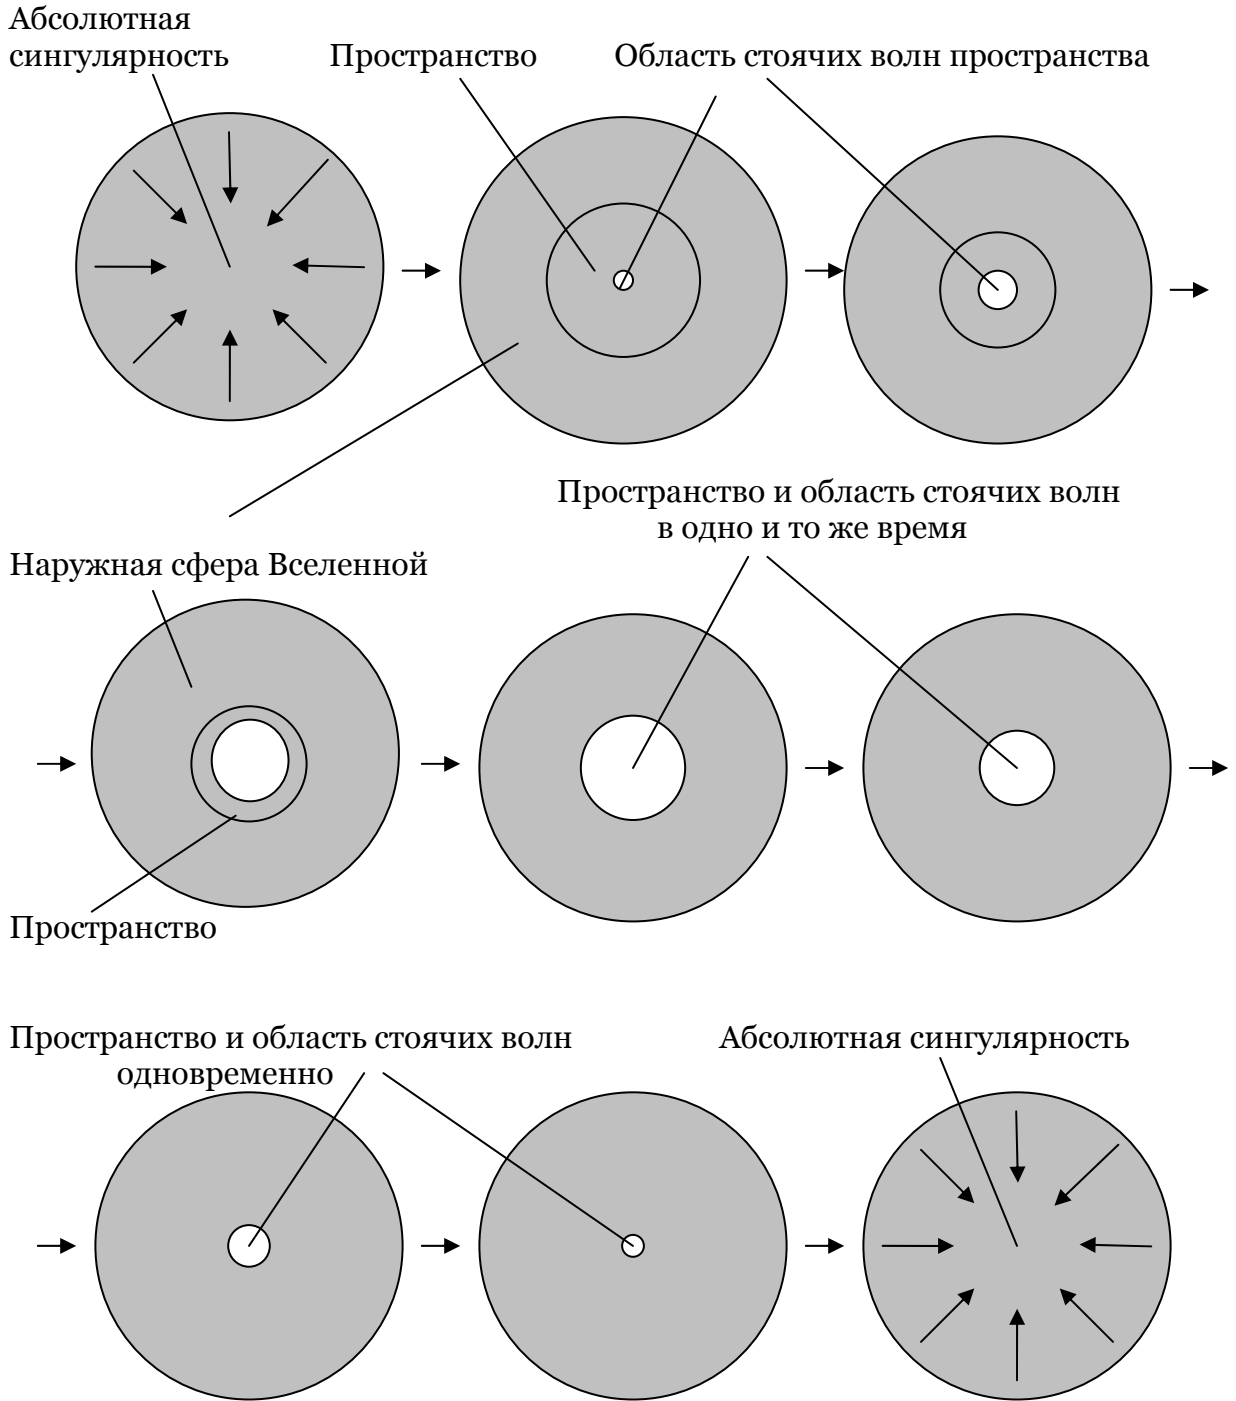 Абсолютная
сингулярность
Пространство
Область стоячих волн пространства
Пространство и область стоячих волн
в одно и то же время
Наружная сфера Вселенной
Пространство
Пространство и область стоячих волн
одновременно
Абсолютная сингулярность